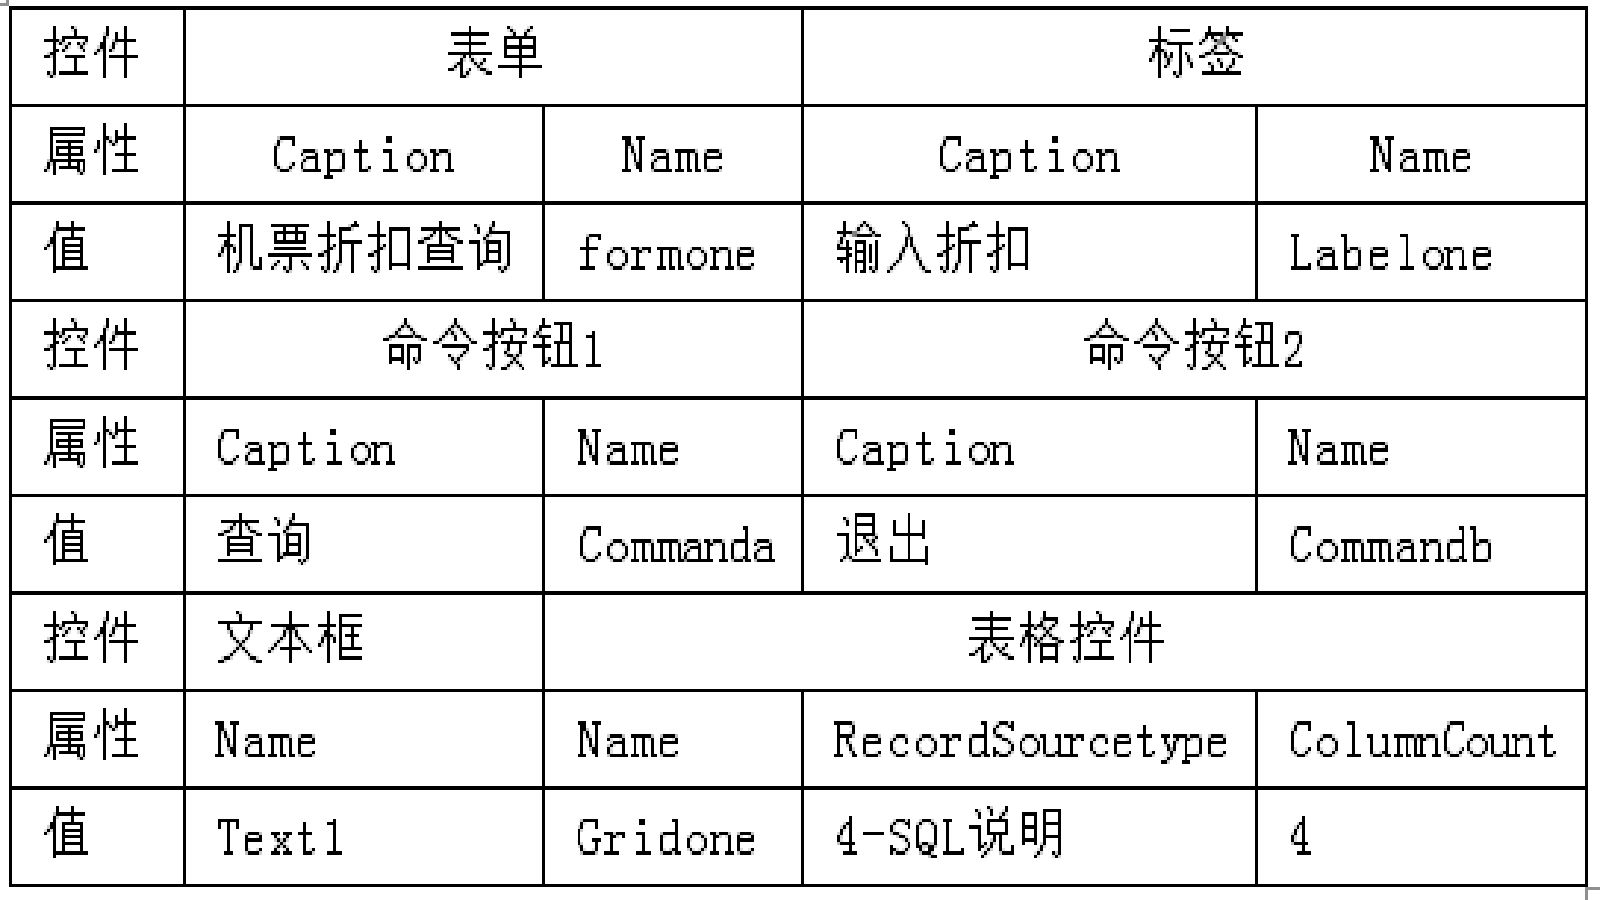 控件 表单 标签
属性 Caption Name Caption Name
值 机票折扣查询 formone 输入折扣 Labelone
控件 命令按钮1 命令按钮2
属性 Caption Name Caption Name
值 查询 Commanda 退出 Commandb
控件 文本框 表格控件
属性 Name Name RecordSourcetype ColumnCount
值 Text1 Gridone 4-SQL说明 4